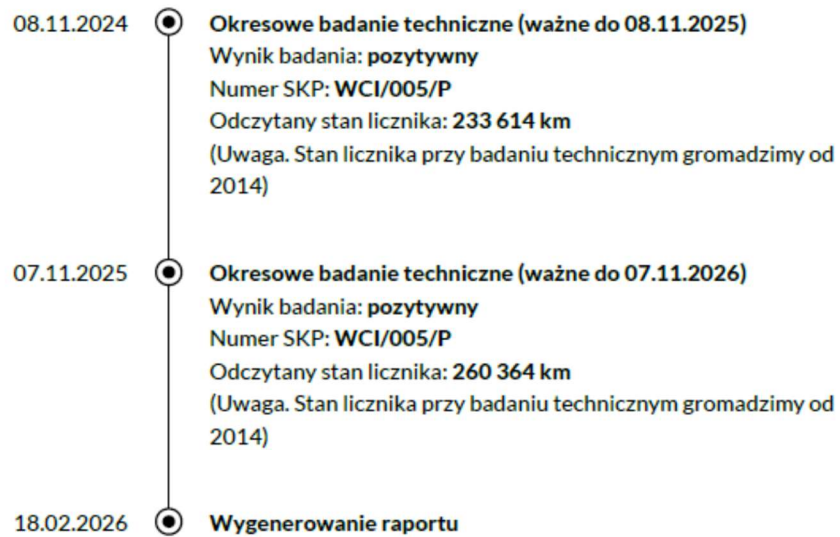 08.11.2024 Okresowe badanie techniczne (ważne do 08.11.2025)
Wynik badania: pozytywny
Numer SKP: WCI/005/P
Odczytany stan licznika: 233 614 km
(Uwaga. Stan licznika przy badaniu technicznym gromadzimy od
2014)
07.11.2025 Okresowe badanie techniczne (ważne do 07.11.2026)
Wynik badania: pozytywny
Numer SKP: WCI/005/P
Odczytany stan licznika: 260 364 km
(Uwaga. Stan licznika przy badaniu technicznym gromadzimy od
2014)
18.02.2026 Wygenerowanie raportu